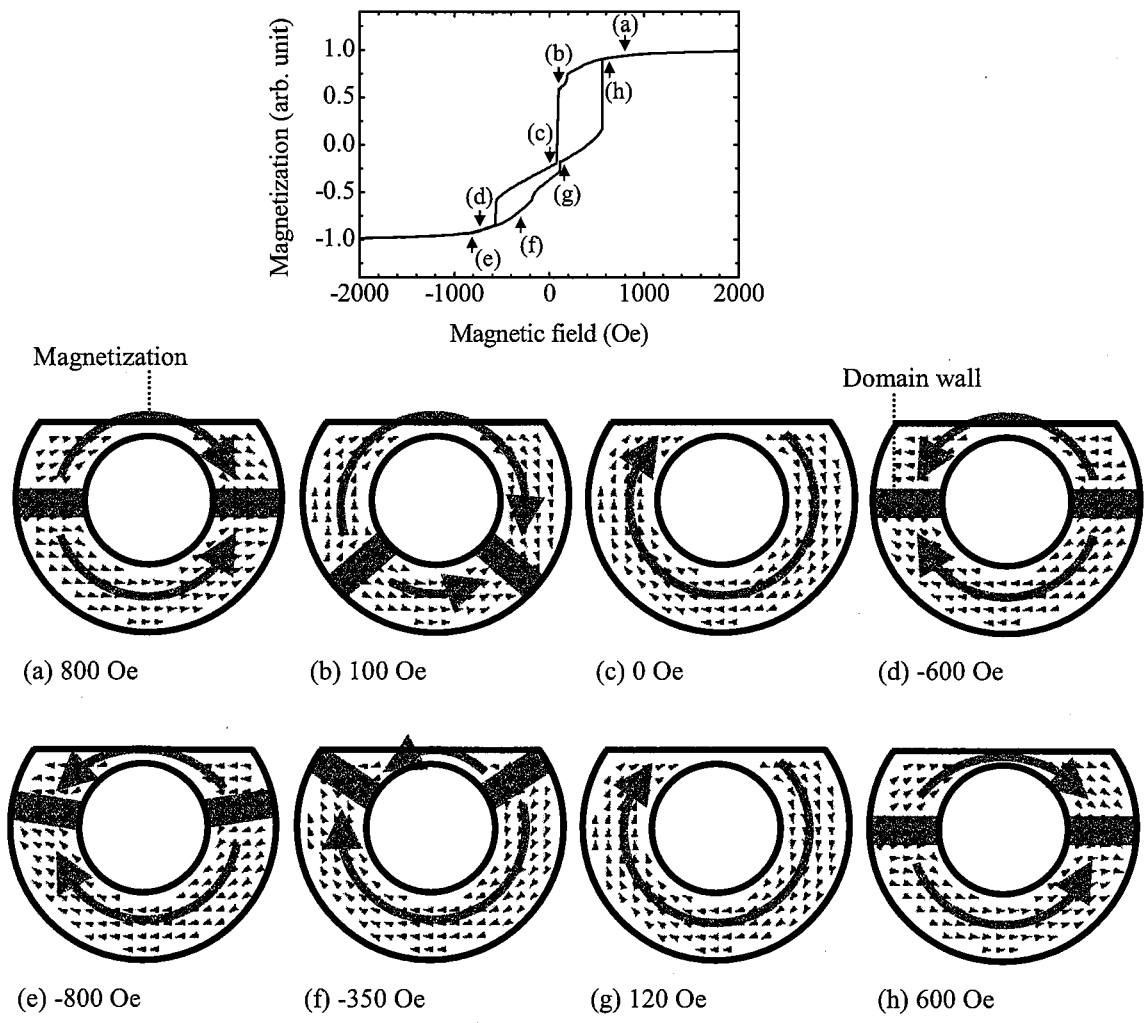 Magnetization (arb. unit)
1.0
0.5
0.0
-0.5
-1.0
(a)
(b)
(h)
(c)
(g)
(d)
(f)
(e)
-2000 -1000 0 1000 2000
Magnetic field (Oe)
Magnetization
Domain wall
(a) 800 Oe (b) 100 Oe (c) 0 Oe (d) -600 Oe
(e) -800 Oe (f) -350 Oe (g) 120 Oe (h) 600 Oe